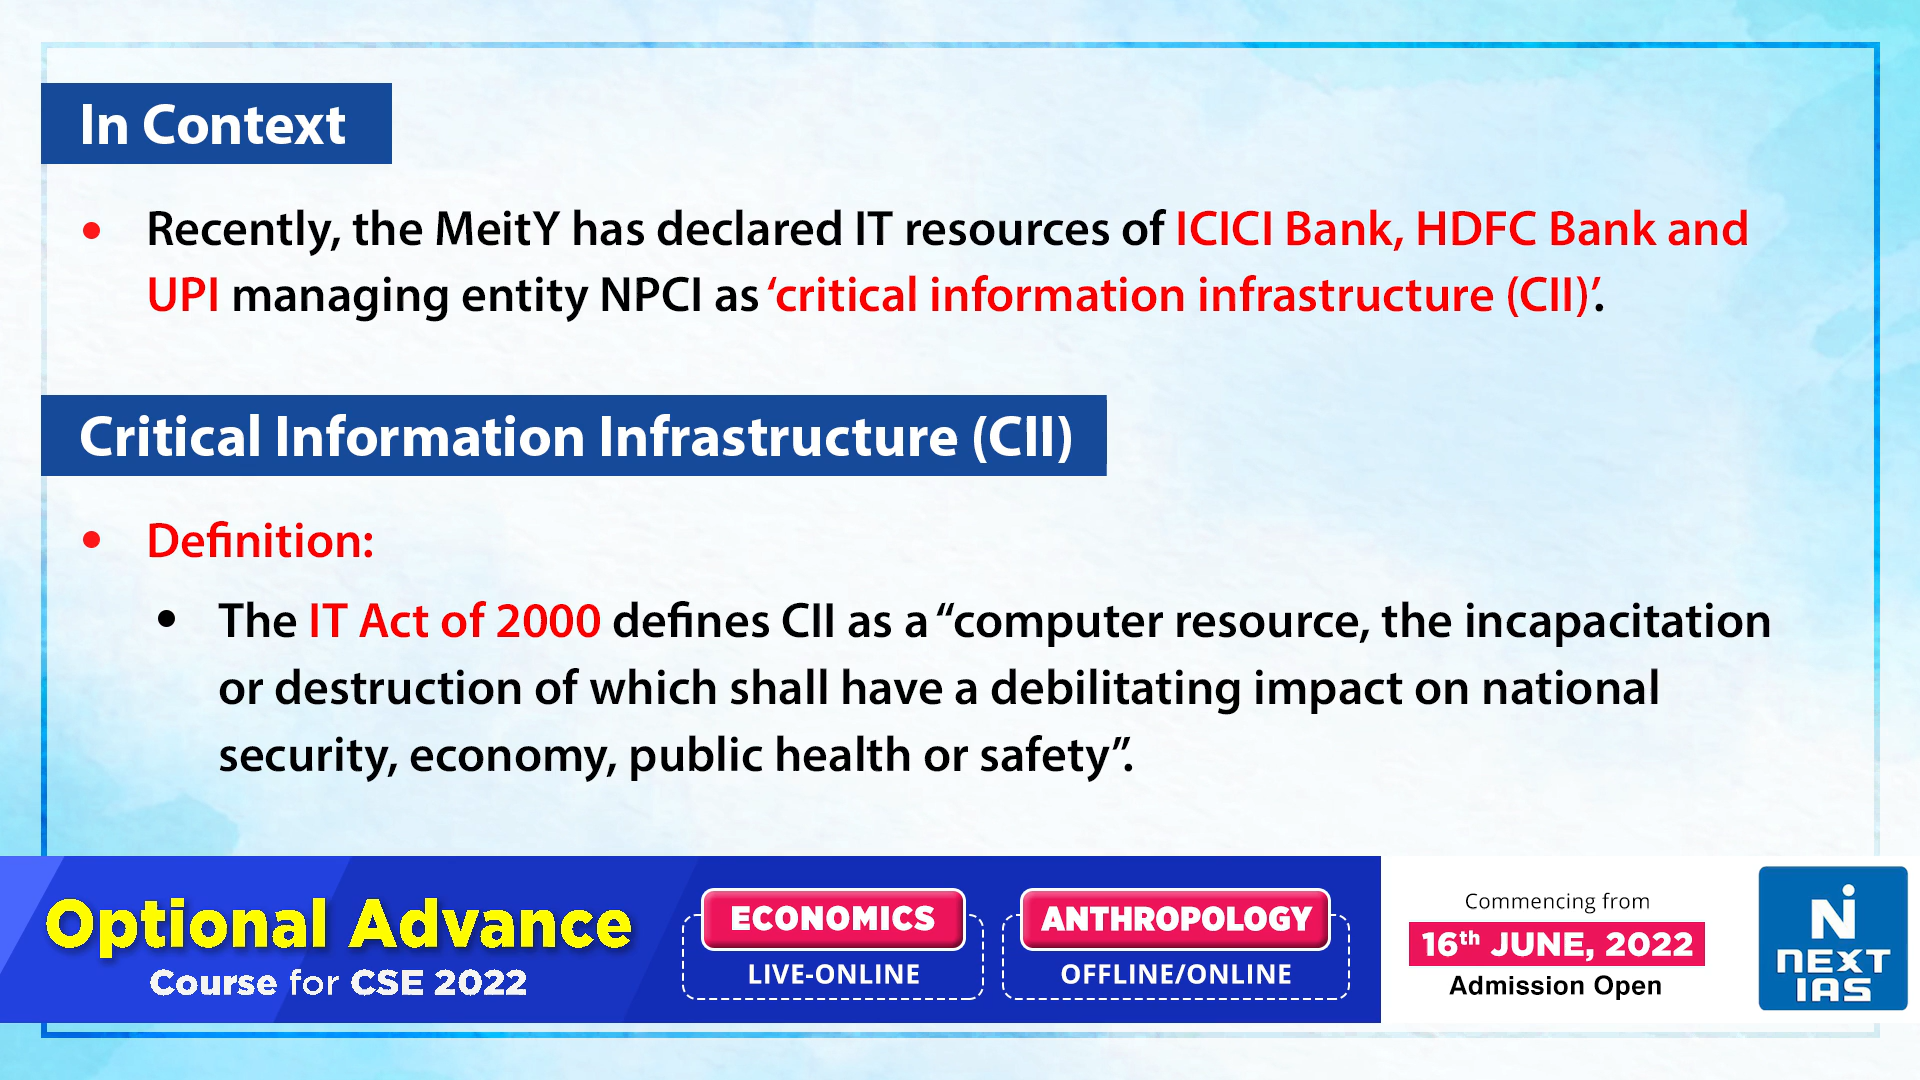 In Context
• Recently, the MeitY has declared IT resources of ICICI Bank, HDFC Bank and
UPI managing entity NPCI as ‘critical information infrastructure (CII)’.
Critical Information Infrastructure (CII)
• Definition:
• The IT Act of 2000 defines CII as a “computer resource, the incapacitation
or destruction of which shall have a debilitating impact on national
security, economy, public health or safety”.
Optional Advance
Course for CSE 2022
ECONOMICS
LIVE-ONLINE
ANTHROPOLOGY
OFFLINE/ONLINE
Commencing from
16th JUNE, 2022
Admission Open
N
NEXT
IAS